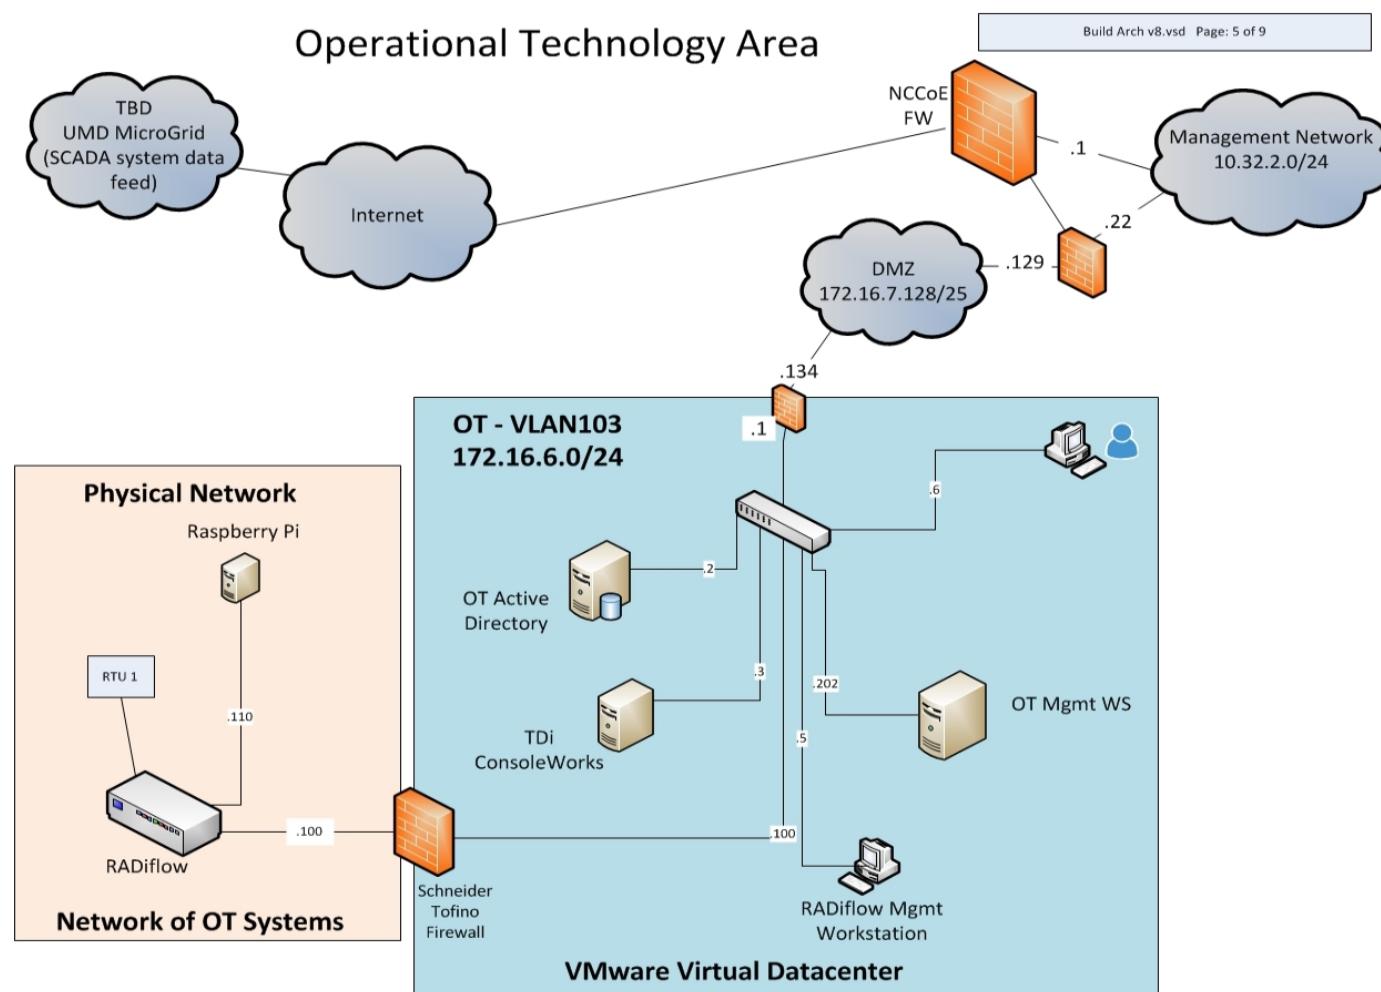 Operational Technology Area
Build Arch v8.vsd   Page: 5 of 9
TBD
UMD MicroGrid
(SCADA system data
feed)
Internet
NCCoE
FW
.1
Management Network
10.32.2.0/24
.22
DMZ
172.16.7.128/25
.129
.134
.1
OT - VLAN103
172.16.6.0/24
.6
Physical Network
Raspberry Pi
.110
RTU 1
RADiflow
.100
Network of OT Systems
OT Active
Directory
.2
TDi
ConsoleWorks
.3
.202
OT Mgmt WS
.5
.100
Schneider
Tofino
Firewall
RADiflow Mgmt
Workstation
VMware Virtual Datacenter